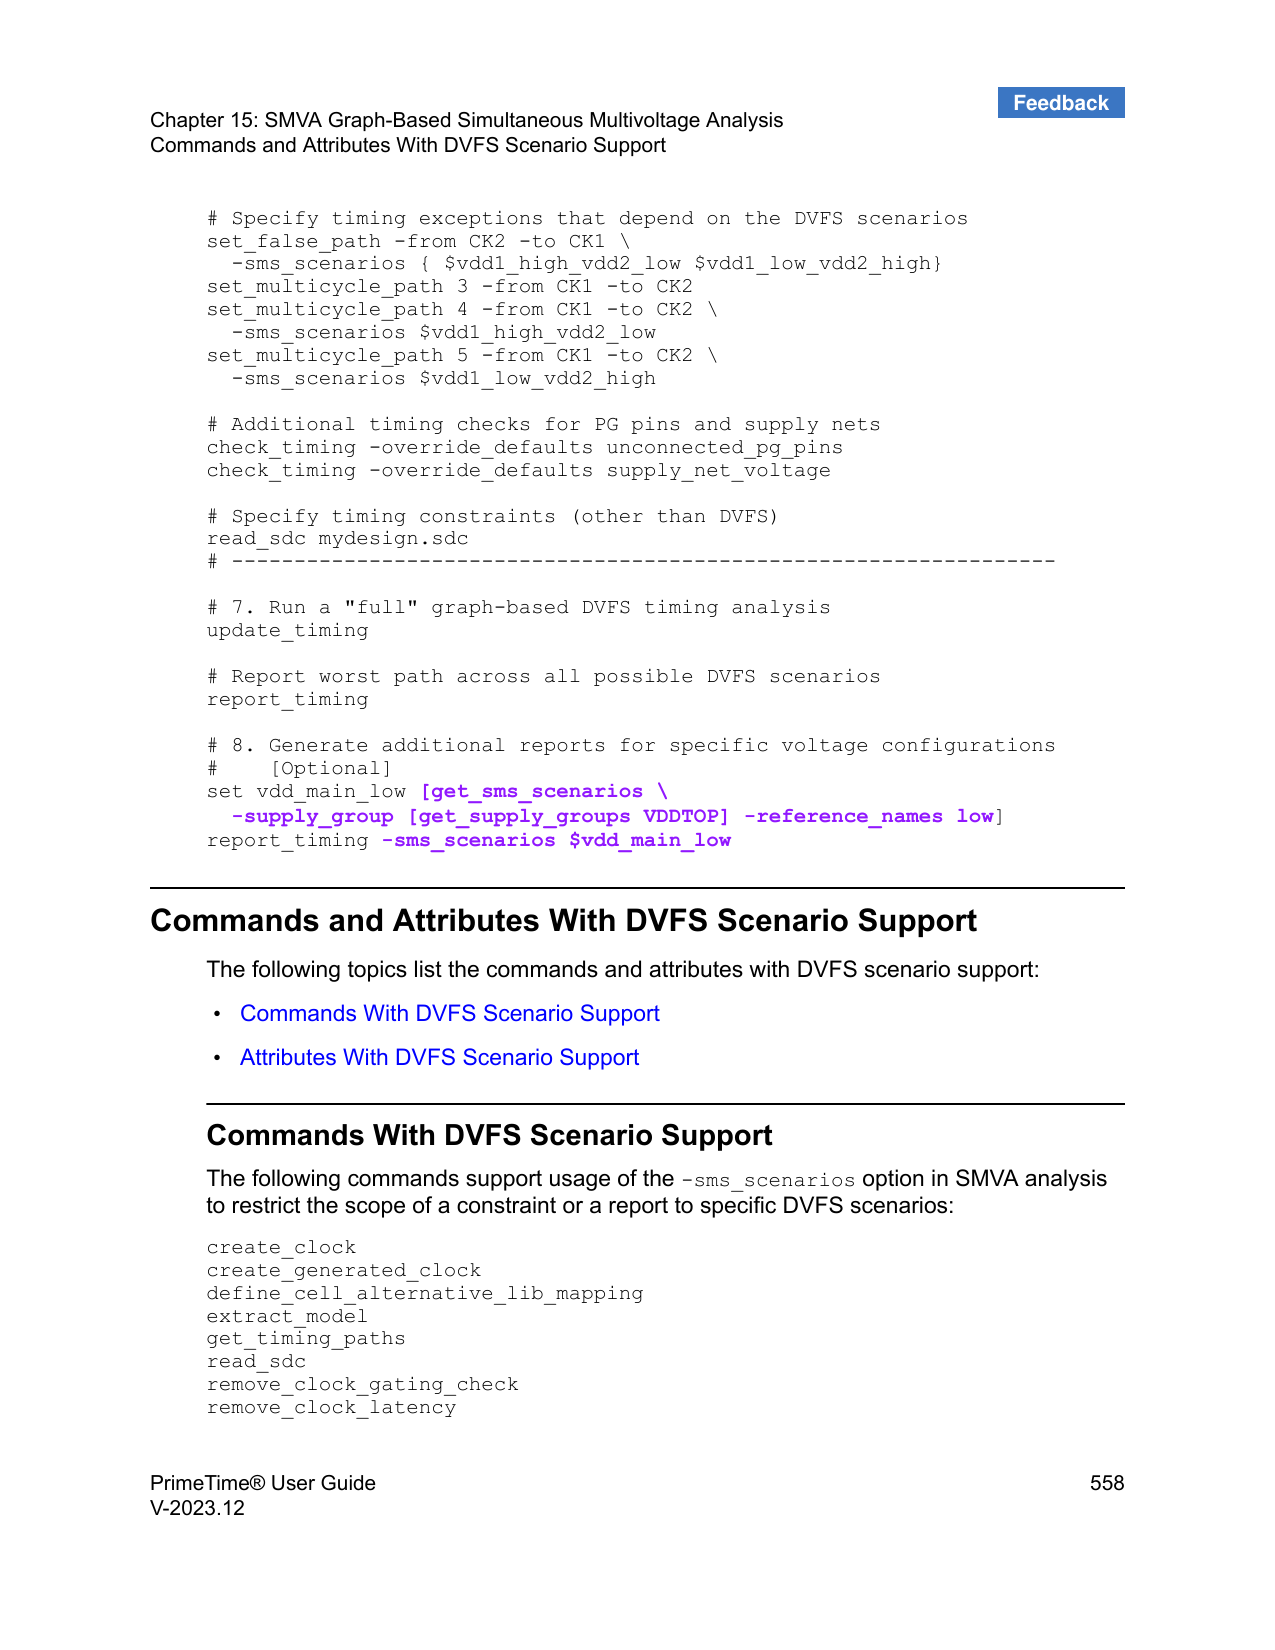 Feedback
Chapter 15: SMVA Graph-Based Simultaneous Multivoltage Analysis
Commands and Attributes With DVFS Scenario Support
# Specify timing exceptions that depend on the DVFS scenarios
set_false_path -from CK2 -to CK1 \
  -sms_scenarios { $vdd1_high_vdd2_low $vdd1_low_vdd2_high}
set_multicycle_path 3 -from CK1 -to CK2
set_multicycle_path 4 -from CK1 -to CK2 \
  -sms_scenarios $vdd1_high_vdd2_low
set_multicycle_path 5 -from CK1 -to CK2 \
  -sms_scenarios $vdd1_low_vdd2_high
# Additional timing checks for PG pins and supply nets
check_timing -override_defaults unconnected_pg_pins
check_timing -override_defaults supply_net_voltage
# Specify timing constraints (other than DVFS)
read_sdc mydesign.sdc
# ------------------------------------------------------------------
# 7. Run a "full" graph-based DVFS timing analysis
update_timing
# Report worst path across all possible DVFS scenarios
report_timing
# 8. Generate additional reports for specific voltage configurations
#    [Optional]
set vdd_main_low [get_sms_scenarios \
  -supply_group [get_supply_groups VDDTOP] -reference_names low]
report_timing -sms_scenarios $vdd_main_low
Commands and Attributes With DVFS Scenario Support
The following topics list the commands and attributes with DVFS scenario support:
• Commands With DVFS Scenario Support
• Attributes With DVFS Scenario Support
Commands With DVFS Scenario Support
The following commands support usage of the -sms_scenarios option in SMVA analysis
to restrict the scope of a constraint or a report to specific DVFS scenarios:
create_clock
create_generated_clock
define_cell_alternative_lib_mapping
extract_model
get_timing_paths
read_sdc
remove_clock_gating_check
remove_clock_latency
PrimeTime® User Guide
558
V-2023.12